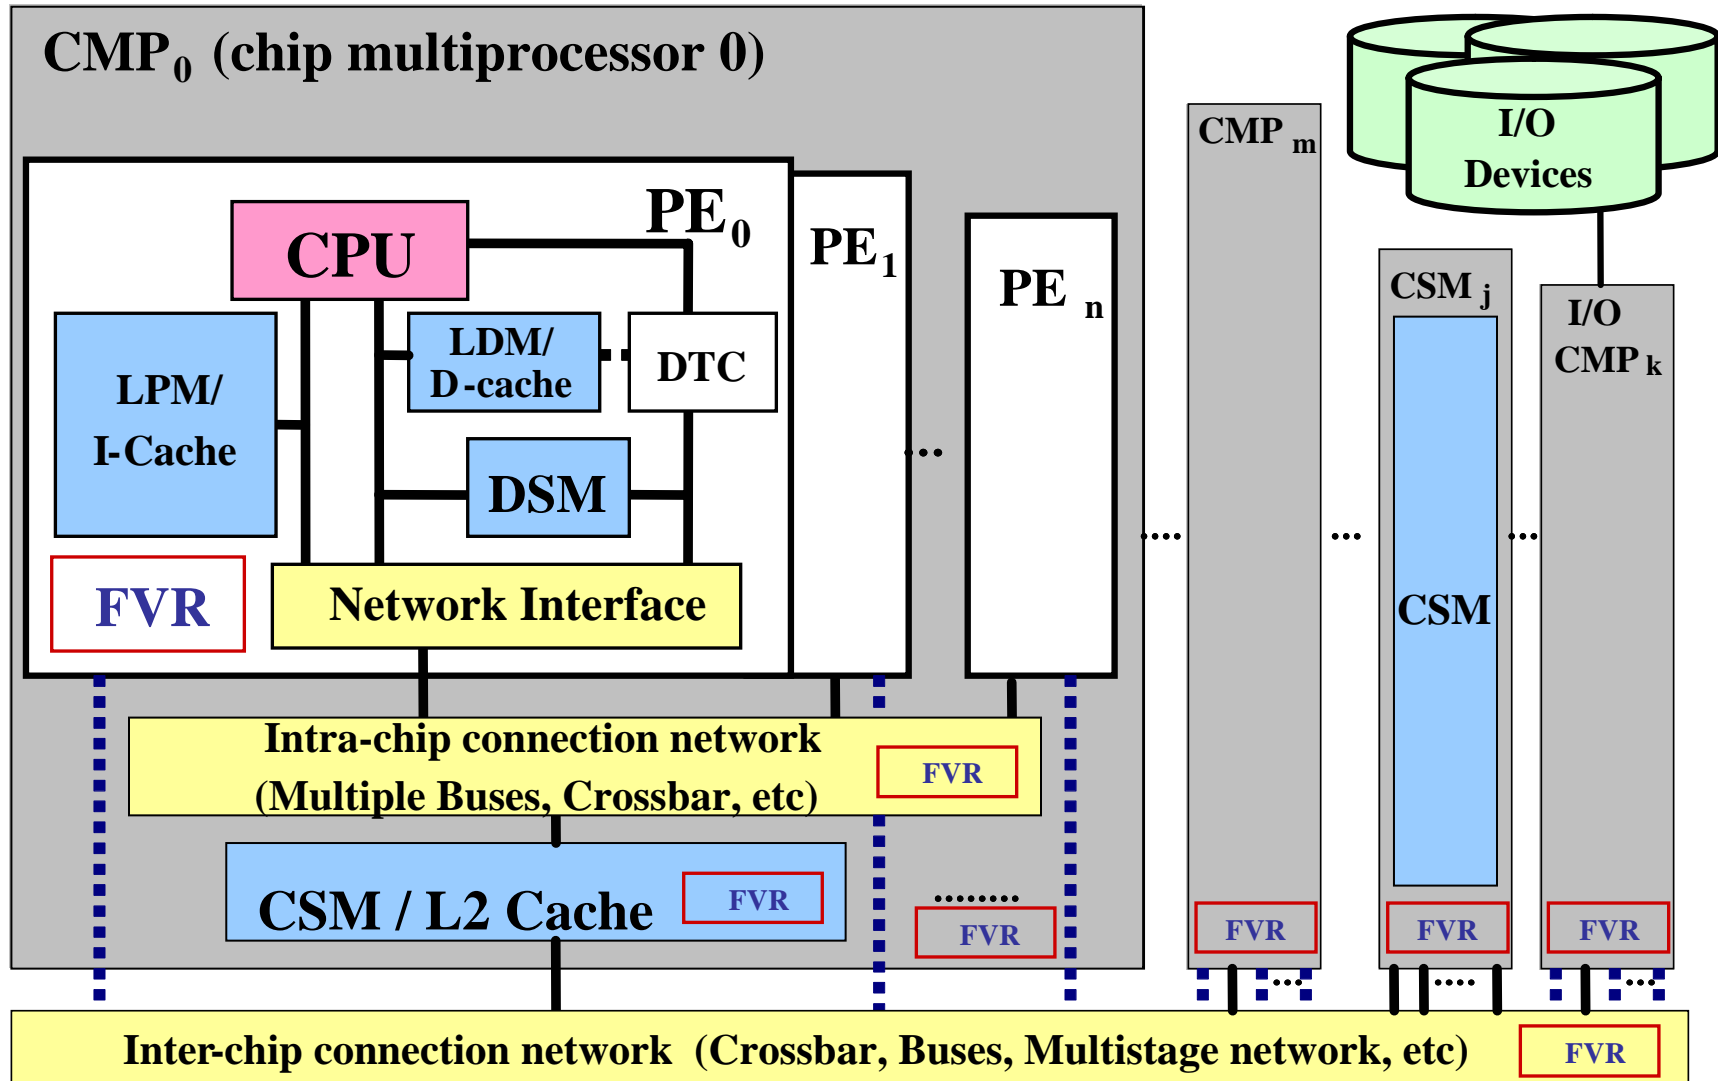 CMP0 (chip multiprocessor 0)
PE0
CPU
LPM/
I-Cache
LDM/
D-cache
DTC
DSM
FVR
Network Interface
PE1
PE n
Intra-chip connection network
(Multiple Buses, Crossbar, etc)
FVR
CSM / L2 Cache
FVR
FVR
CMP m
FVR
CSM j
CSM
FVR
I/O
Devices
I/O
CMP k
FVR
Inter-chip connection network (Crossbar, Buses, Multistage network, etc)
FVR